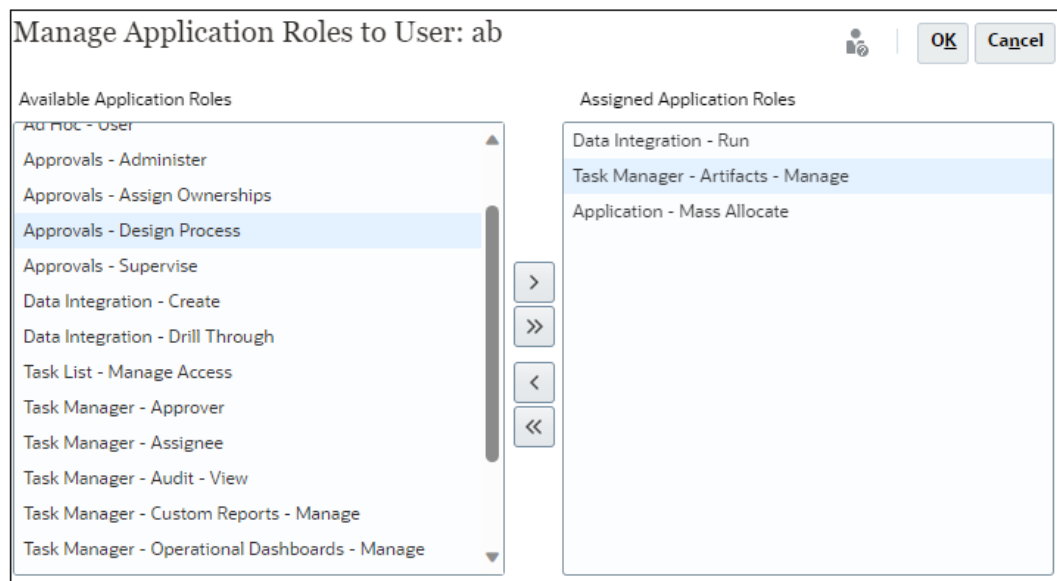 Manage Application Roles to User: ab
OK
Cancel
Available Application Roles
Ad Hoc - User
Approvals - Administer
Approvals - Assign Ownerships
Approvals - Design Process
Approvals - Supervise
Data Integration - Create
Data Integration - Drill Through
Task List - Manage Access
Task Manager - Approver
Task Manager - Assignee
Task Manager - Audit - View
Task Manager - Custom Reports - Manage
Task Manager - Operational Dashboards - Manage
Assigned Application Roles
Data Integration - Run
Task Manager - Artifacts - Manage
Application - Mass Allocate